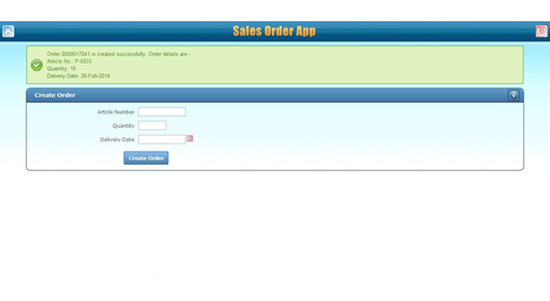 Sales Order App
Order 0000017041 is created successfully. Order details are -
Article No.: P-5033
Quantity: 10
Delivery Date: 26-Feb-2014
Create Order
Article Number
Quantity
Delivery Date
Create Order